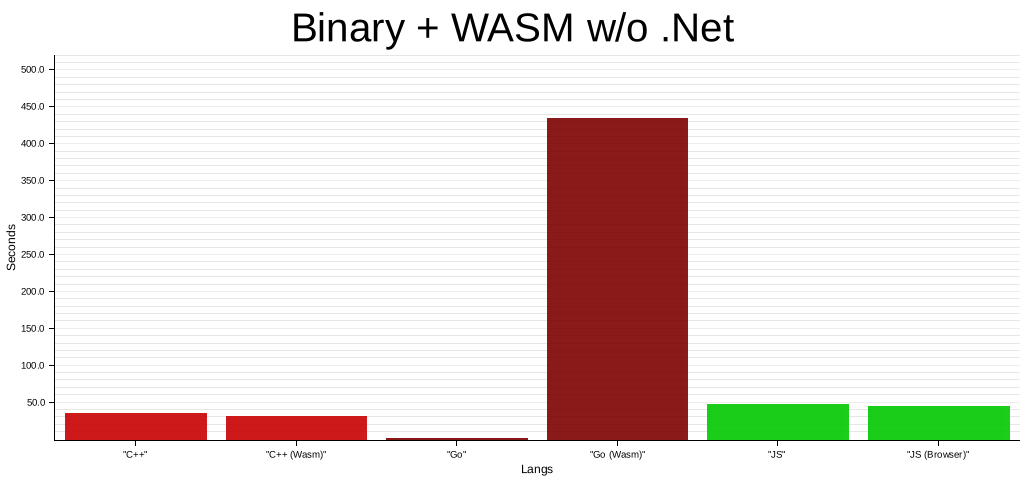 Binary + WASM w/o .Net
500.0
450.0
400.0
350.0
300.0
250.0
200.0
150.0
100.0
50.0
Seconds
"C++" "C++ (Wasm)" "Go" "Go (Wasm)" "JS" "JS (Browser)"
Langs